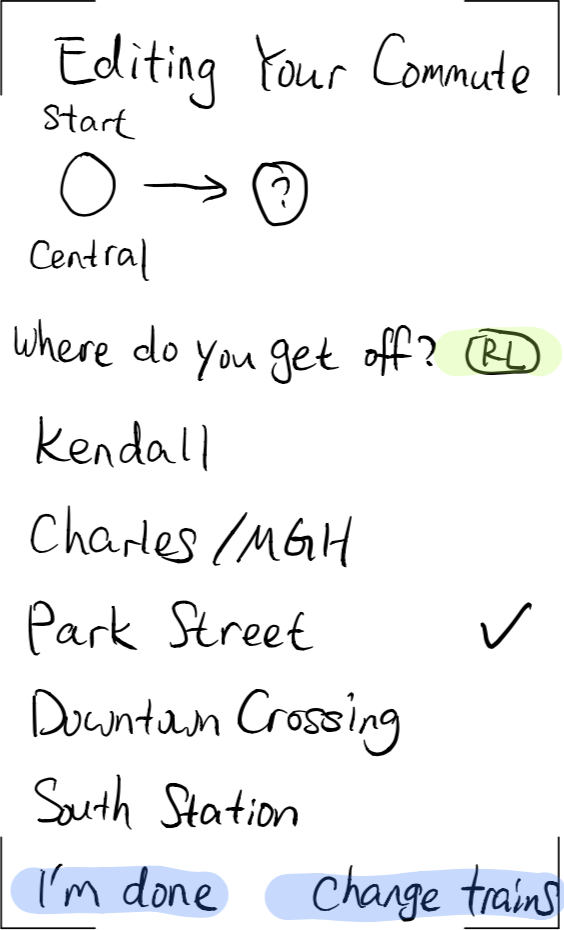 Editing Your Commute
Start
?
Central
Where do you get off? RL
Kendall
Charles/MGH
Park Street
Downtown Crossing
South Station
I'm done Change trains